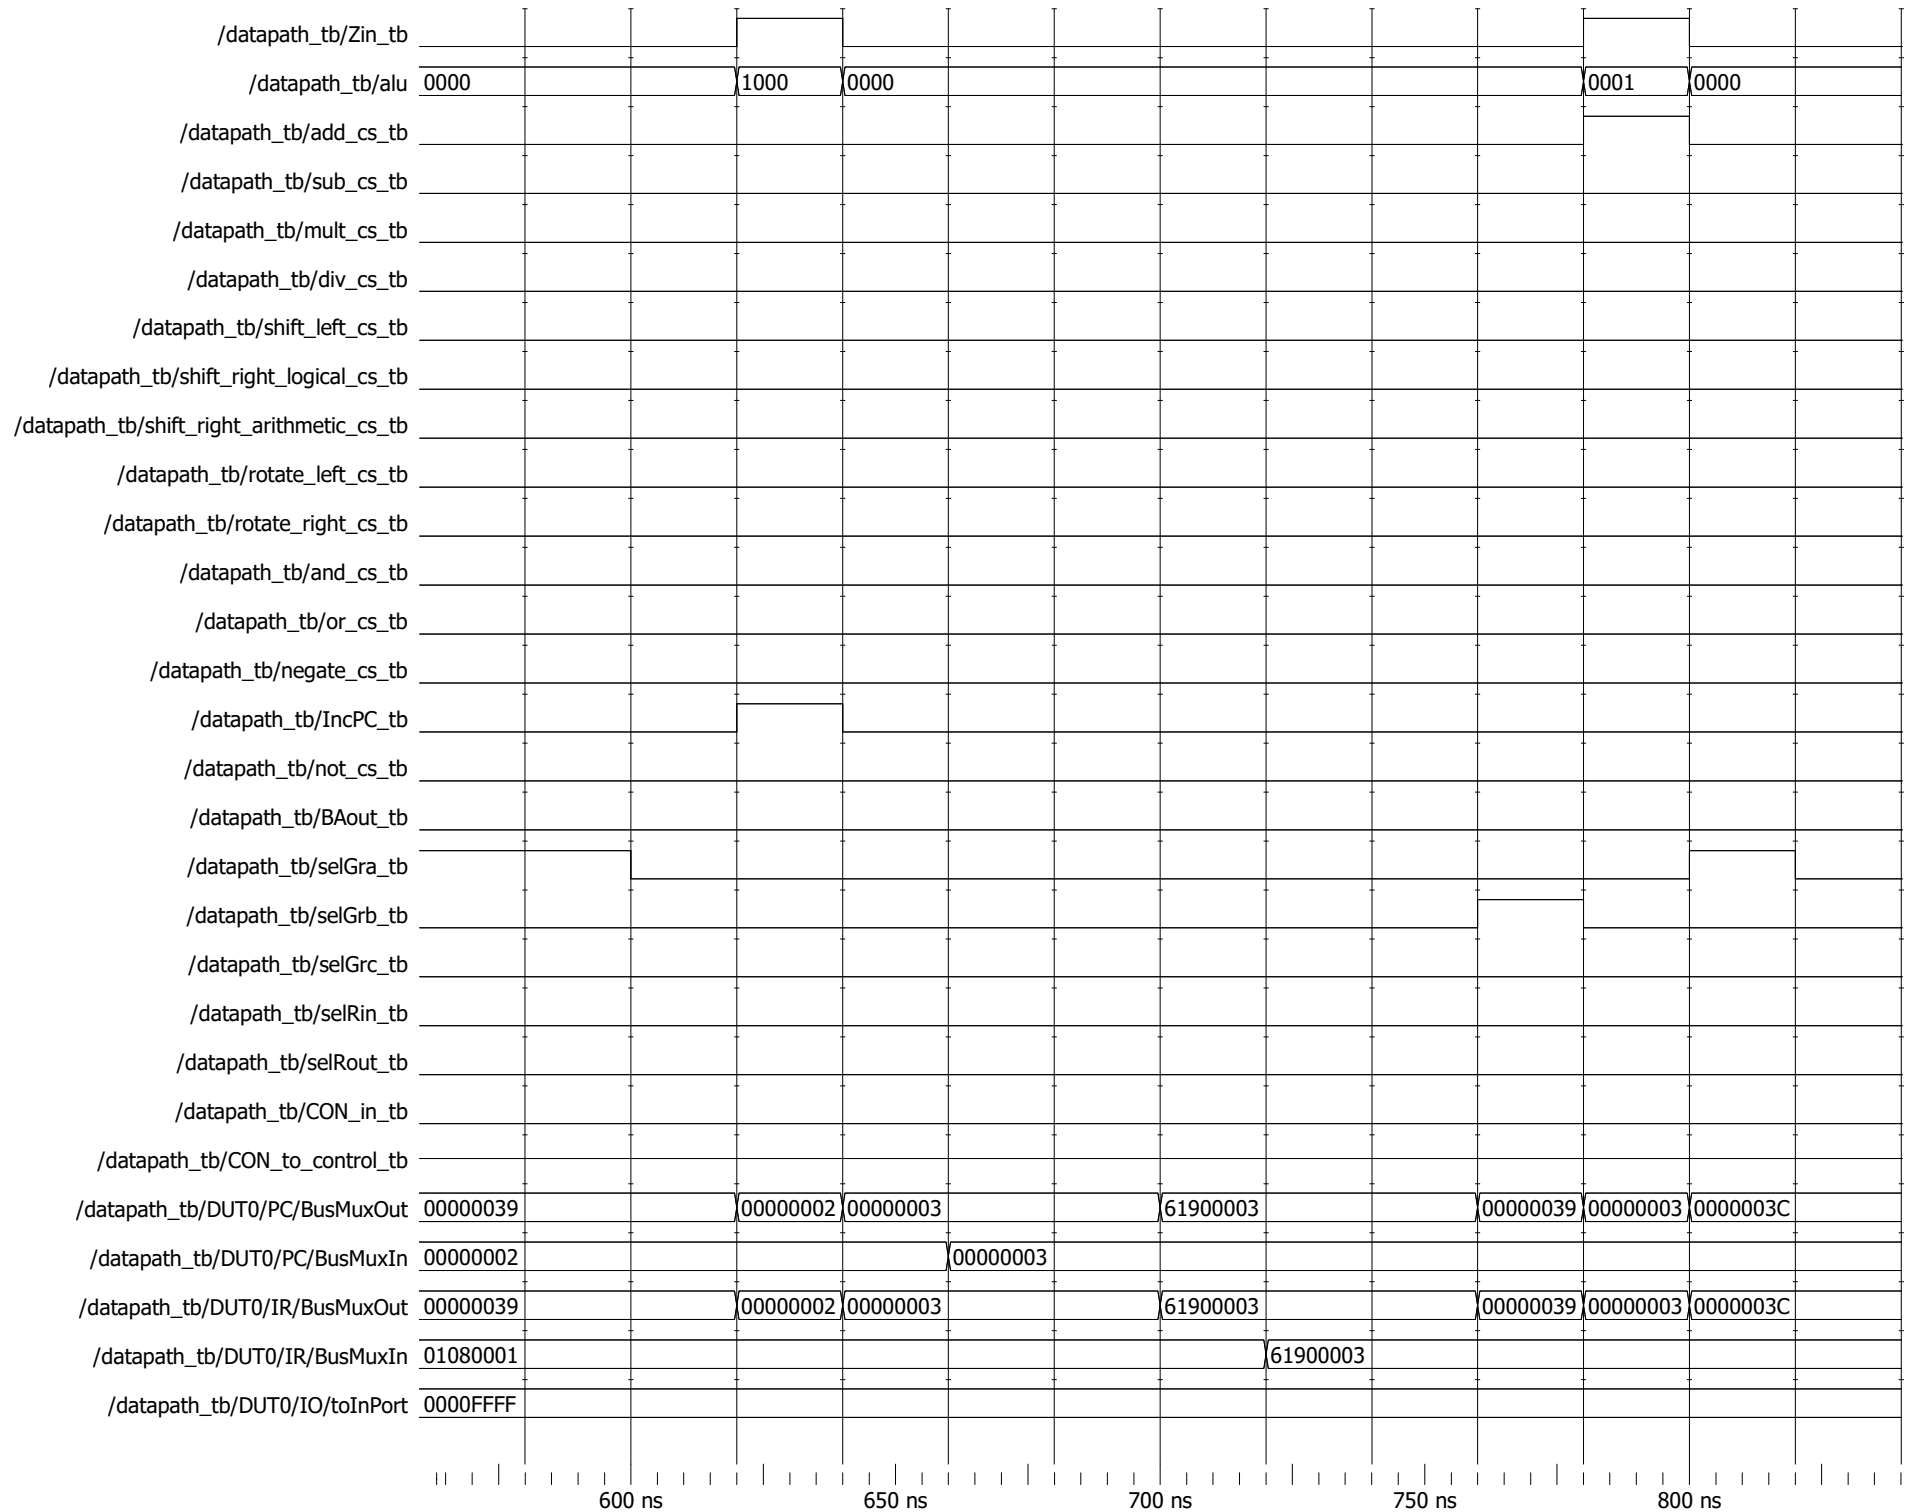 /datapath_tb/Zin_tb
/datapath_tb/alu 0000 1000 0000 0001 0000
/datapath_tb/add_cs_tb
/datapath_tb/sub_cs_tb
/datapath_tb/mult_cs_tb
/datapath_tb/div_cs_tb
/datapath_tb/shift_left_cs_tb
/datapath_tb/shift_right_logical_cs_tb
/datapath_tb/shift_right_arithmetic_cs_tb
/datapath_tb/rotate_left_cs_tb
/datapath_tb/rotate_right_cs_tb
/datapath_tb/and_cs_tb
/datapath_tb/or_cs_tb
/datapath_tb/negate_cs_tb
/datapath_tb/IncPC_tb
/datapath_tb/not_cs_tb
/datapath_tb/BAout_tb
/datapath_tb/selGra_tb
/datapath_tb/selGrb_tb
/datapath_tb/selGrc_tb
/datapath_tb/selRin_tb
/datapath_tb/selRout_tb
/datapath_tb/CON_in_tb
/datapath_tb/CON_to_control_tb
/datapath_tb/DUT0/PC/BusMuxOut 00000039 00000002 00000003 61900003 00000039 00000003 0000003C
/datapath_tb/DUT0/PC/BusMuxIn 00000002 00000003
/datapath_tb/DUT0/IR/BusMuxOut 00000039 00000002 00000003 61900003 00000039 00000003 0000003C
/datapath_tb/DUT0/IR/BusMuxIn 01080001 61900003
/datapath_tb/DUT0/IO/toInPort 0000FFFF
600 ns 650 ns 700 ns 750 ns 800 ns